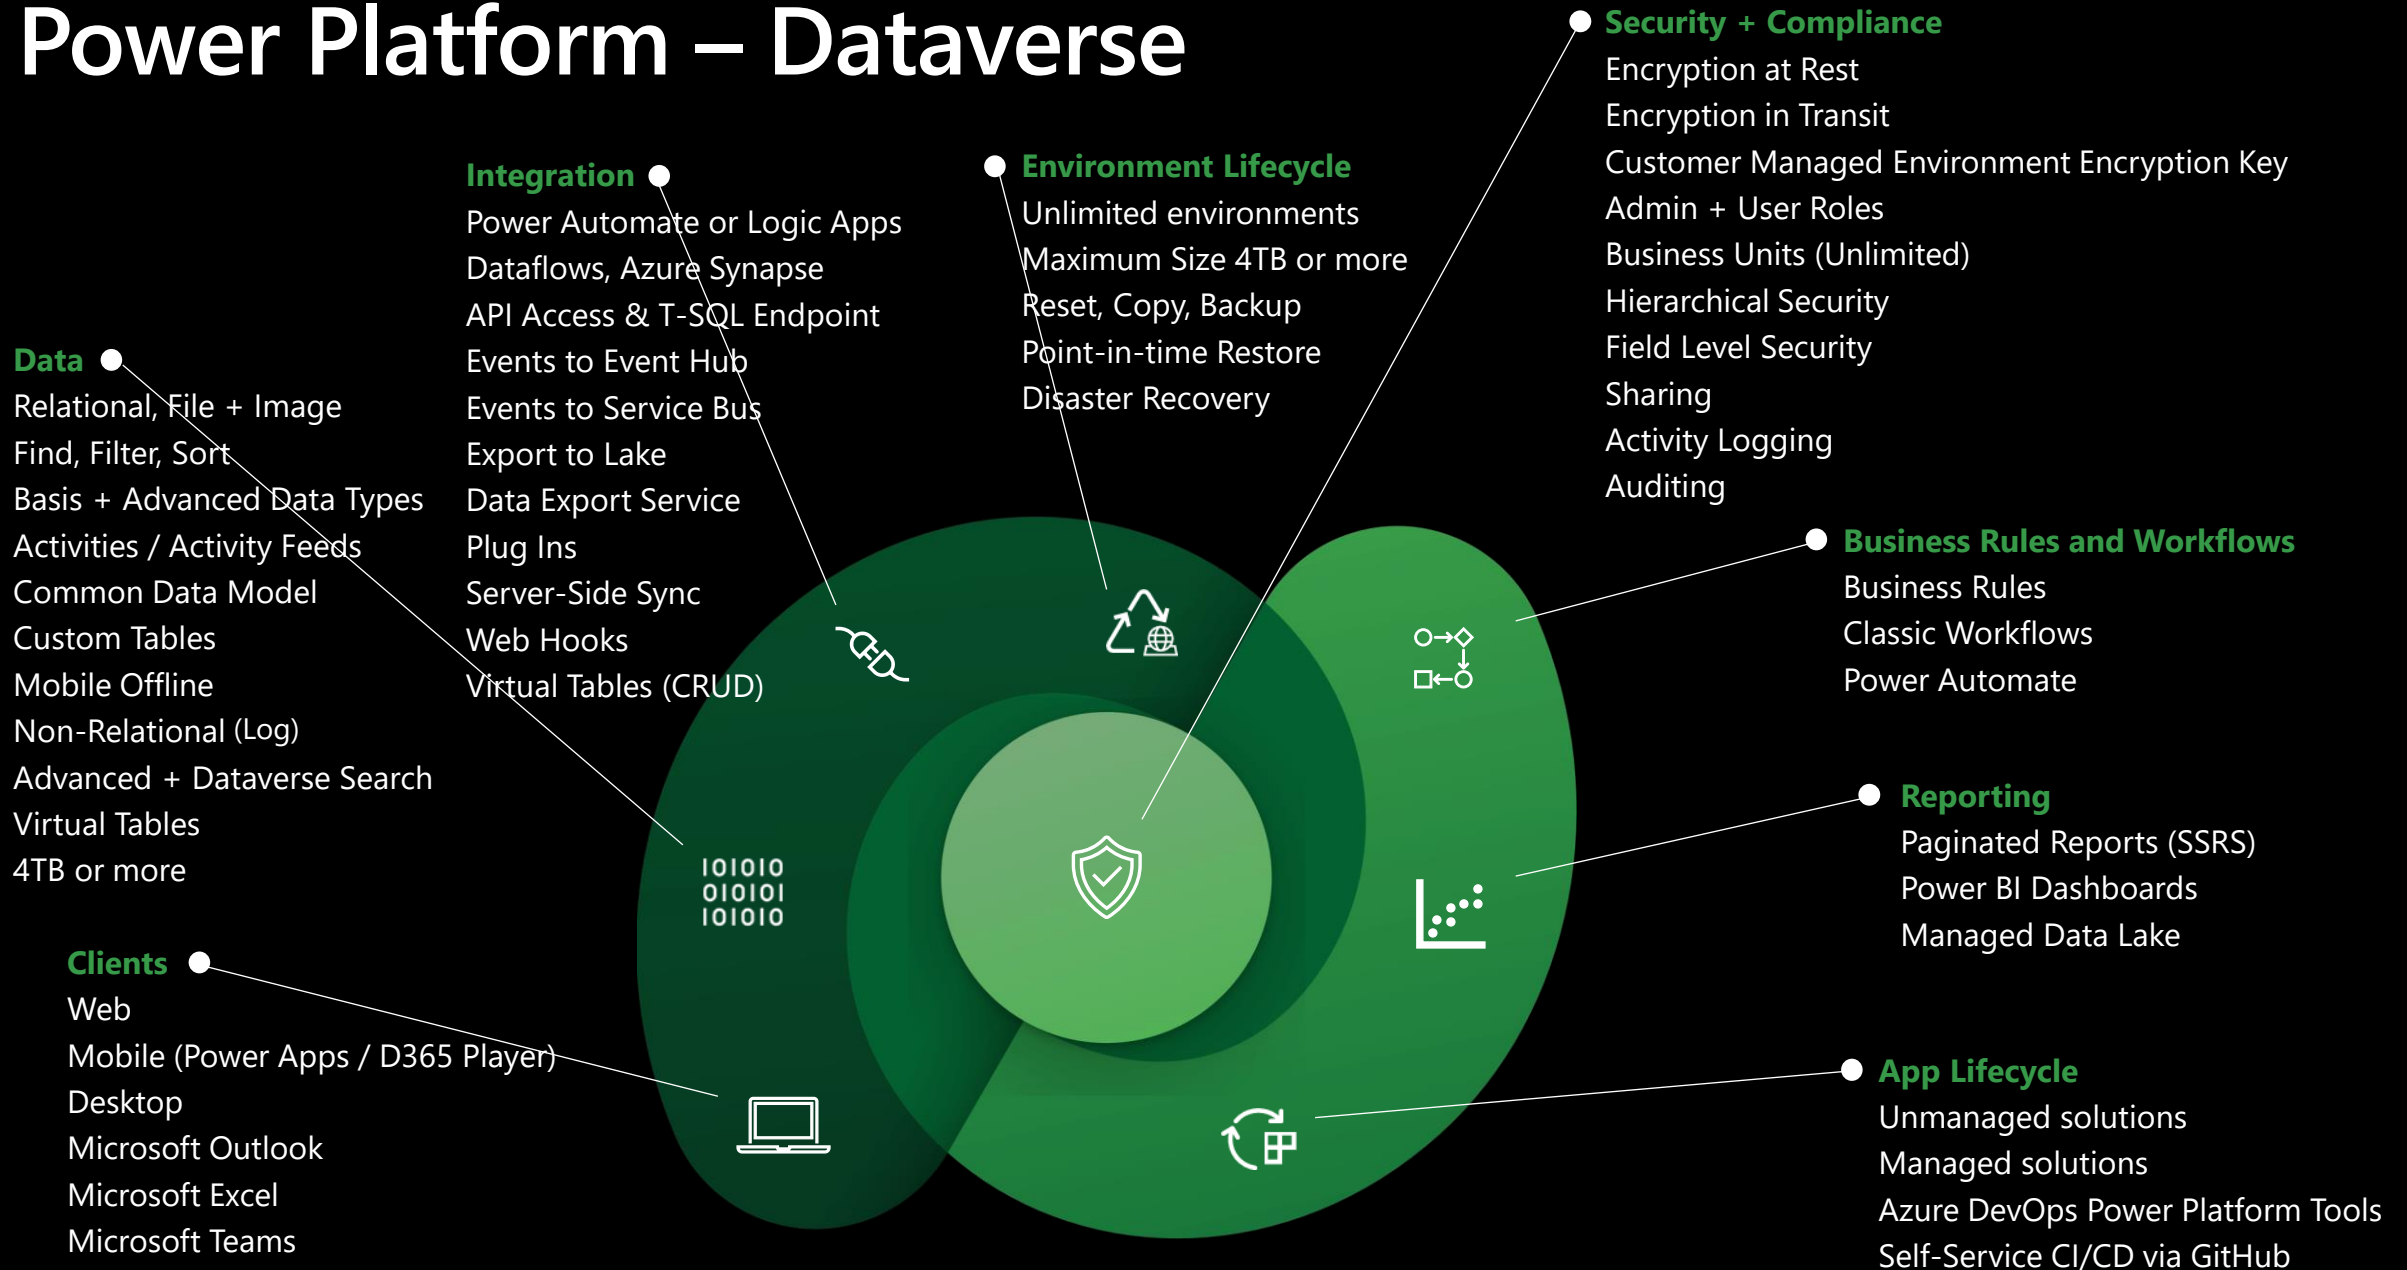 Power Platform – Dataverse
Data
Relational, File + Image
Find, Filter, Sort
Basis + Advanced Data Types
Activities / Activity Feeds
Common Data Model
Custom Tables
Mobile Offline
Non-Relational (Log)
Advanced + Dataverse Search
Virtual Tables
4TB or more
Clients
Web
Mobile (Power Apps / D365 Player)
Desktop
Microsoft Outlook
Microsoft Excel
Microsoft Teams
Integration
Power Automate or Logic Apps
Dataflows, Azure Synapse
API Access & T-SQL Endpoint
Events to Event Hub
Events to Service Bus
Export to Lake
Data Export Service
Plug Ins
Server-Side Sync
Web Hooks
Virtual Tables (CRUD)
Environment Lifecycle
Unlimited environments
Maximum Size 4TB or more
Reset, Copy, Backup
Point-in-time Restore
Disaster Recovery
Security + Compliance
Encryption at Rest
Encryption in Transit
Customer Managed Environment Encryption Key
Admin + User Roles
Business Units (Unlimited)
Hierarchical Security
Field Level Security
Sharing
Activity Logging
Auditing
Business Rules and Workflows
Business Rules
Classic Workflows
Power Automate
Reporting
Paginated Reports (SSRS)
Power BI Dashboards
Managed Data Lake
App Lifecycle
Unmanaged solutions
Managed solutions
Azure DevOps Power Platform Tools
Self-Service CI/CD via GitHub
101010
010101
101010